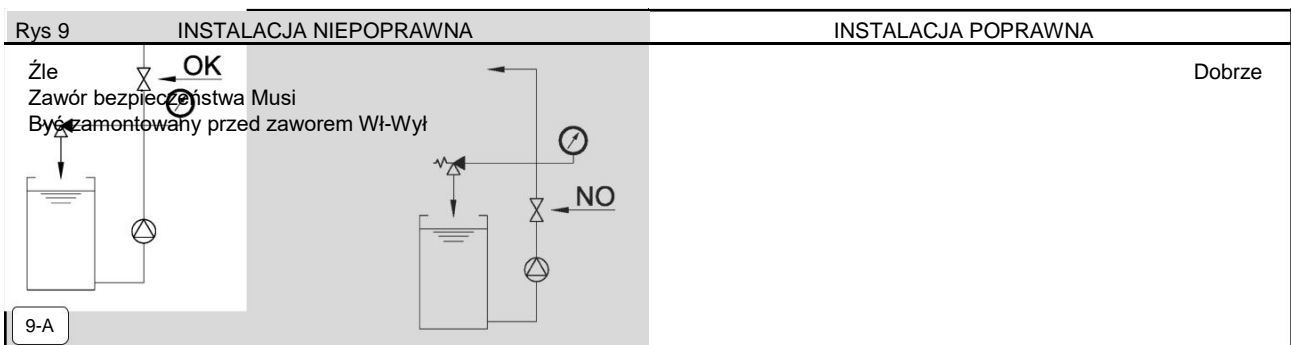 Rys 9 INSTALACJA NIEPOPRAWNA INSTALACJA POPRAWNA
Źle OK Dobrze
Zawór bezpieczeństwa Musi
Być zamontowany przed zaworem Wł-Wył
NO
9-A